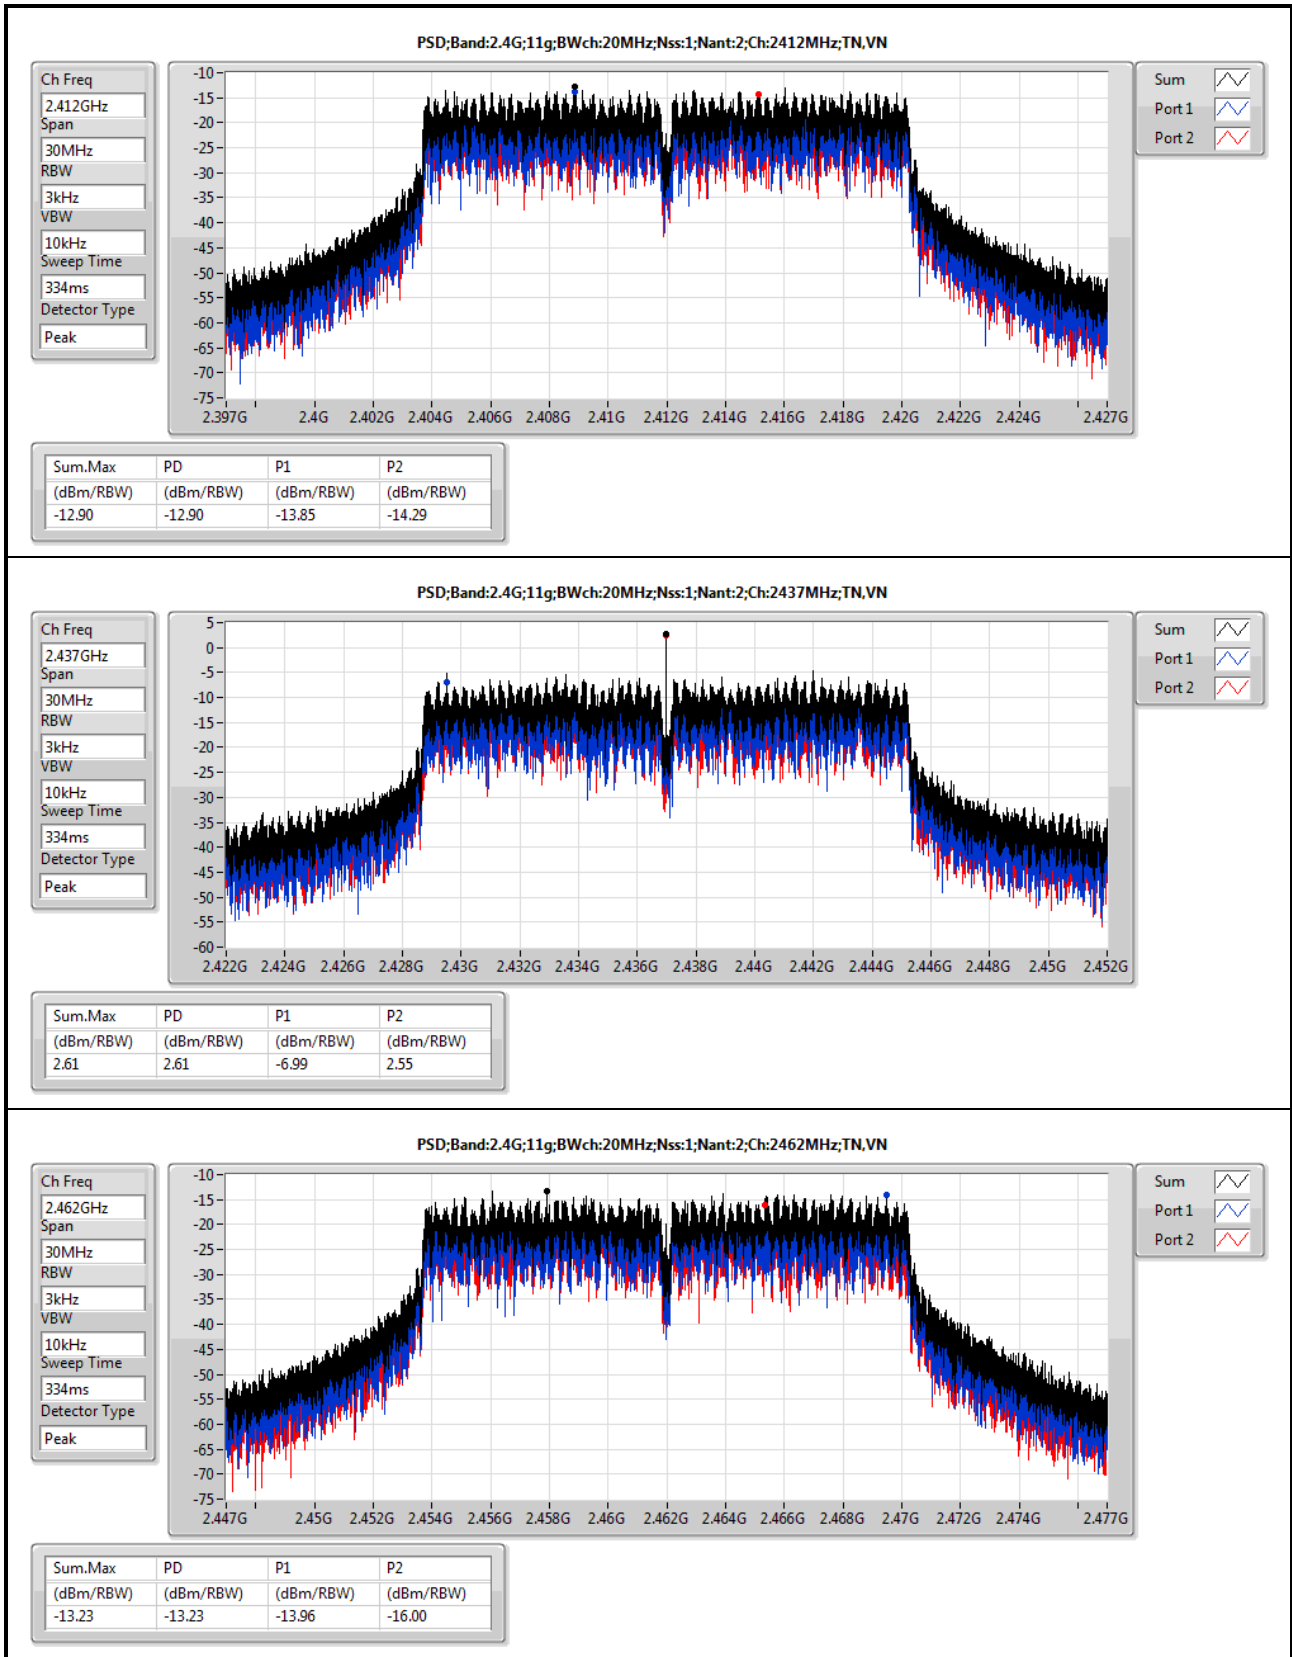 PSD;Band:2.4G;11g;BWch:20MHz;Nss:1;Nant:2;Ch:2412MHz;TN,VN
Ch Freq
2.412GHz
Span
30MHz
RBW
3kHz
VBW
10kHz
Sweep Time
334ms
Detector Type
Peak
-10
-15
-20
-25
-30
-35
-40
-45
-50
-55
-60
-65
-70
-75
2.397G 2.4G 2.402G 2.404G 2.406G 2.408G 2.41G 2.412G 2.414G 2.416G 2.418G 2.42G 2.422G 2.424G 2.427G
Sum
Port 1
Port 2
Sum.Max PD P1 P2
(dBm/RBW) (dBm/RBW) (dBm/RBW) (dBm/RBW)
-12.90 -12.90 -13.85 -14.29
PSD;Band:2.4G;11g;BWch:20MHz;Nss:1;Nant:2;Ch:2437MHz;TN,VN
Ch Freq
2.437GHz
Span
30MHz
RBW
3kHz
VBW
10kHz
Sweep Time
334ms
Detector Type
Peak
5
0
-5
-10
-15
-20
-25
-30
-35
-40
-45
-50
-55
-60
2.422G 2.424G 2.426G 2.428G 2.43G 2.432G 2.434G 2.436G 2.438G 2.44G 2.442G 2.444G 2.446G 2.448G 2.45G 2.452G
Sum
Port 1
Port 2
Sum.Max PD P1 P2
(dBm/RBW) (dBm/RBW) (dBm/RBW) (dBm/RBW)
2.61 2.61 -6.99 2.55
PSD;Band:2.4G;11g;BWch:20MHz;Nss:1;Nant:2;Ch:2462MHz;TN,VN
Ch Freq
2.462GHz
Span
30MHz
RBW
3kHz
VBW
10kHz
Sweep Time
334ms
Detector Type
Peak
-10
-15
-20
-25
-30
-35
-40
-45
-50
-55
-60
-65
-70
-75
2.447G 2.45G 2.452G 2.454G 2.456G 2.458G 2.46G 2.462G 2.464G 2.466G 2.468G 2.47G 2.472G 2.474G 2.477G
Sum
Port 1
Port 2
Sum.Max PD P1 P2
(dBm/RBW) (dBm/RBW) (dBm/RBW) (dBm/RBW)
-13.23 -13.23 -13.96 -16.00